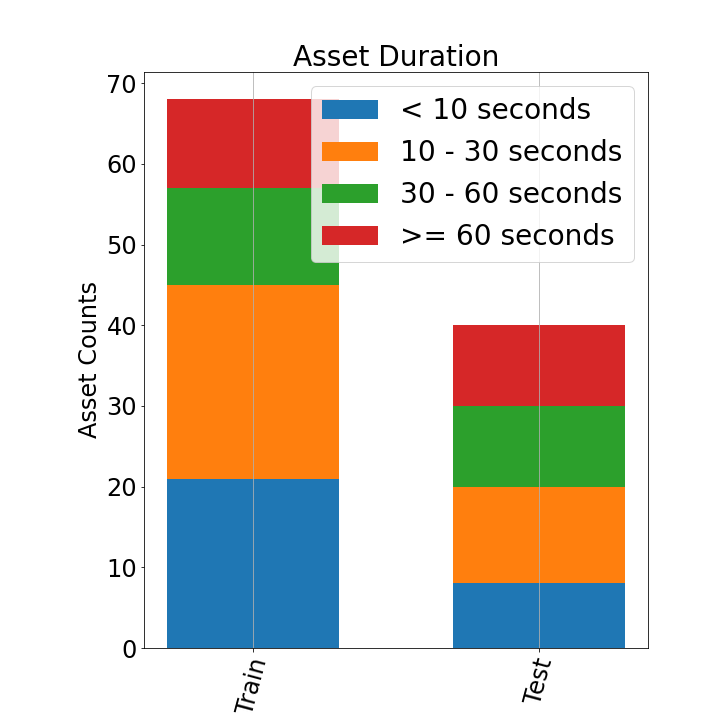 Asset Duration
70
60
50
40
30
20
10
0
Asset Counts
< 10 seconds
10 - 30 seconds
30 - 60 seconds
>= 60 seconds
Train
Test